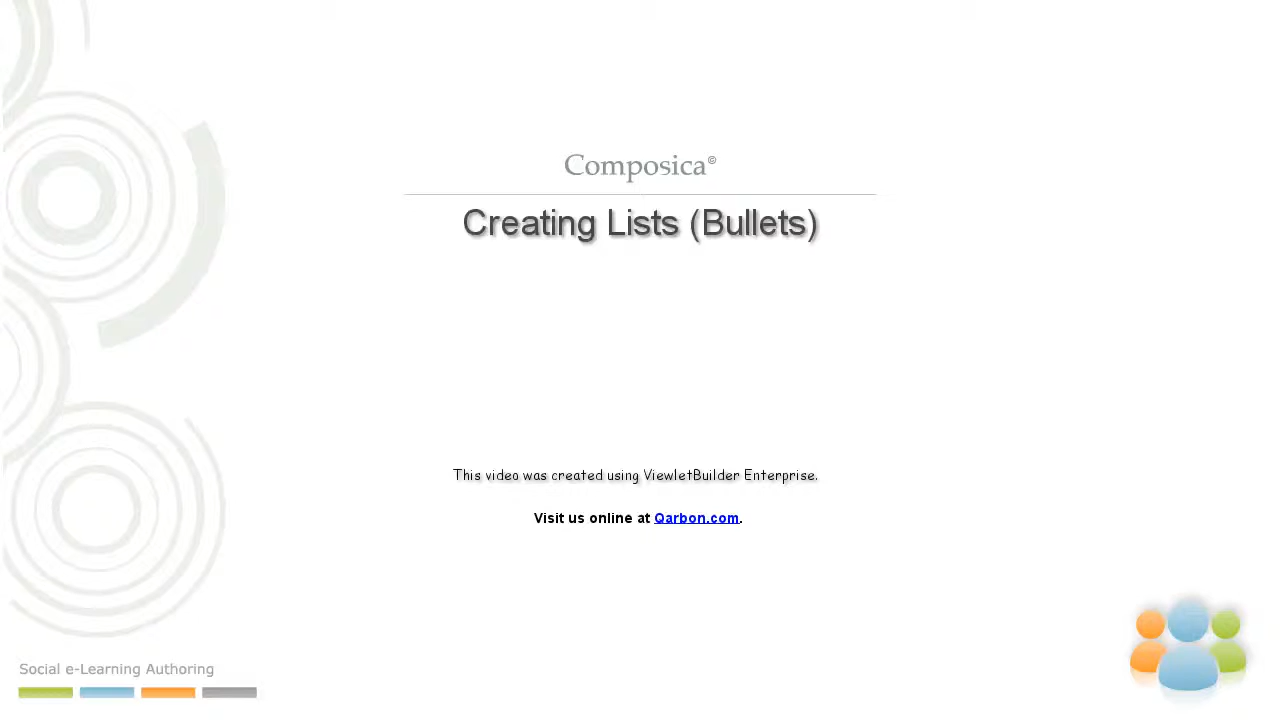 Composica©
Creating Lists (Bullets)
This video was created using ViewletBuilder Enterprise.
Visit us online at Qarbon.com.
Social e-Learning Authoring